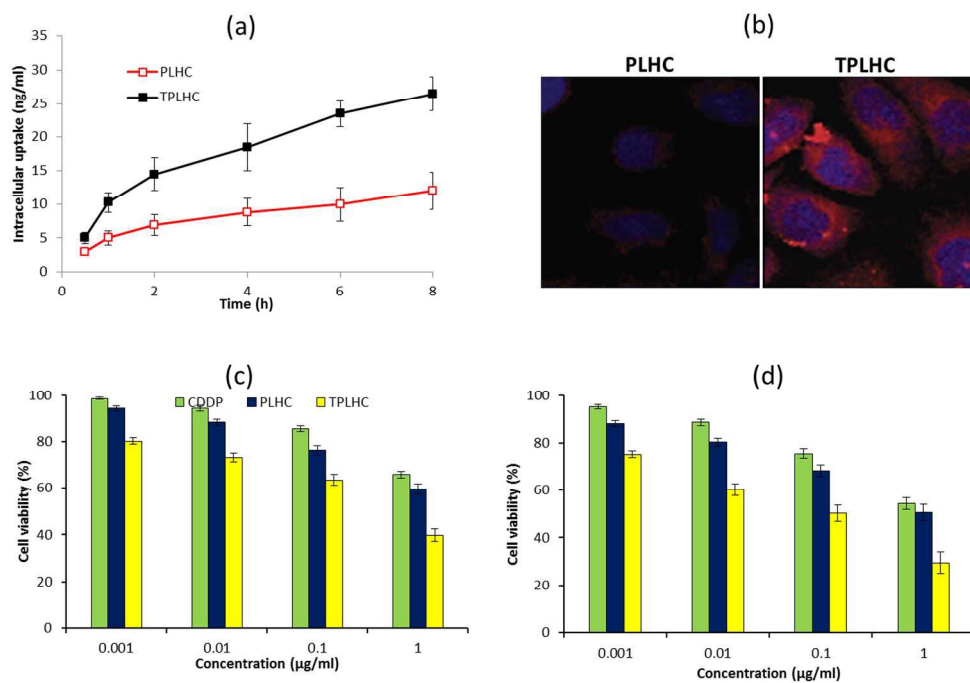 (a)
Intracellular uptake (ng/ml)
35
30
25
20
15
10
5
0
PLHC
TPLHC
0
2
4
6
8
Time (h)
(b)
PLHC
TPLHC
(c)
Cell viability (%)
100
80
60
40
20
0
CDDP
PLHC
TPLHC
0.001
0.01
0.1
1
Concentration (µg/ml)
(d)
Cell viability (%)
100
80
60
40
20
0
0.001
0.01
0.1
1
Concentration (µg/ml)